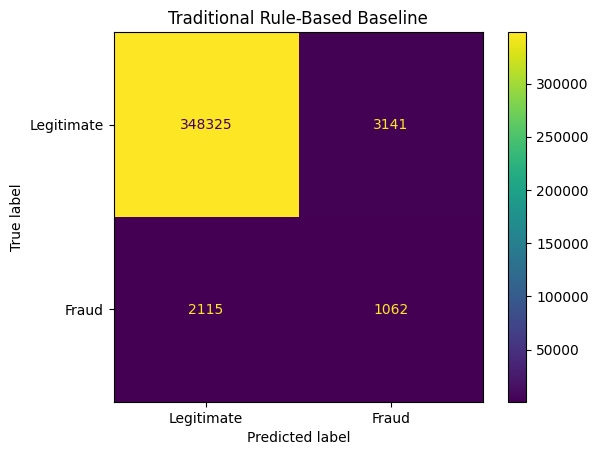 Traditional Rule-Based Baseline
True label
Legitimate
348325
3141
Fraud
2115
1062
Legitimate
Fraud
Predicted label
300000
250000
200000
150000
100000
50000